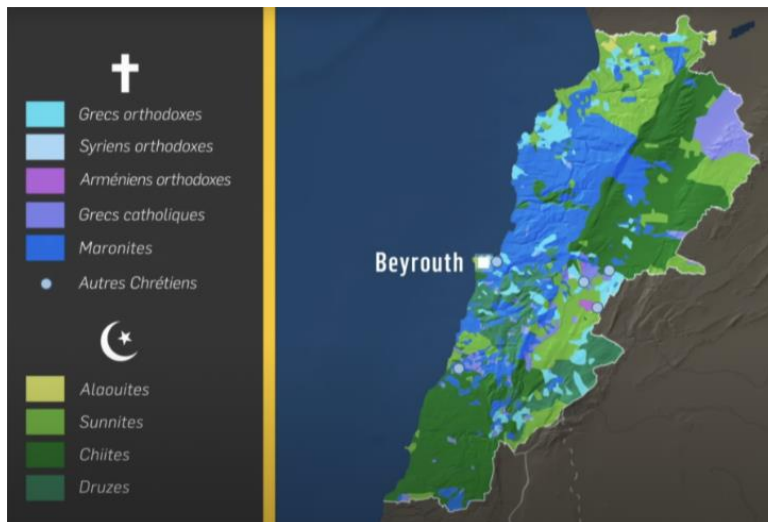 Grecs orthodoxes
Syriens orthodoxes
Arméniens orthodoxes
Grecs catholiques
Maronites
Autres Chrétiens
Alaouites
Sunnites
Chiites
Druzes
Beyrouth